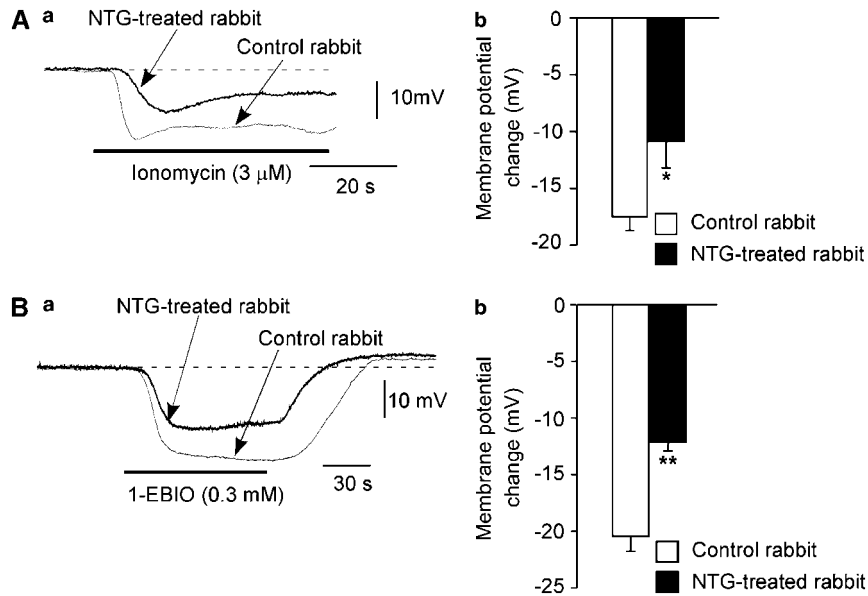 A a
NTG-treated rabbit
Control rabbit
10mV
Ionomycin (3 μM)
20 s
b
Membrane potential
change (mV)
0
-5
-10
-15
-20
*
Control rabbit
NTG-treated rabbit
B a
NTG-treated rabbit
Control rabbit
10 mV
1-EBIO (0.3 mM)
30 s
b
Membrane potential
change (mV)
0
-5
-10
-15
-20
-25
**
Control rabbit
NTG-treated rabbit